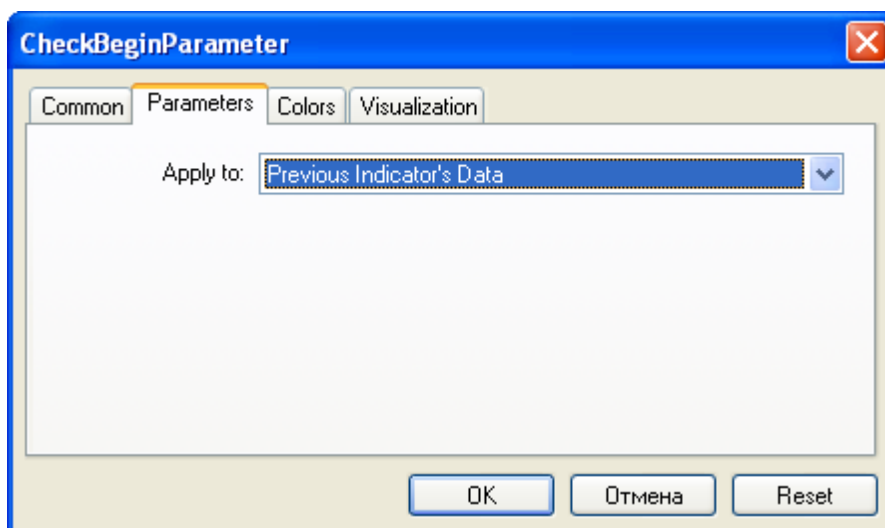 CheckBeginParameter
Common Parameters Colors Visualization
Apply to: Previous Indicator's Data
OK Отмена Reset